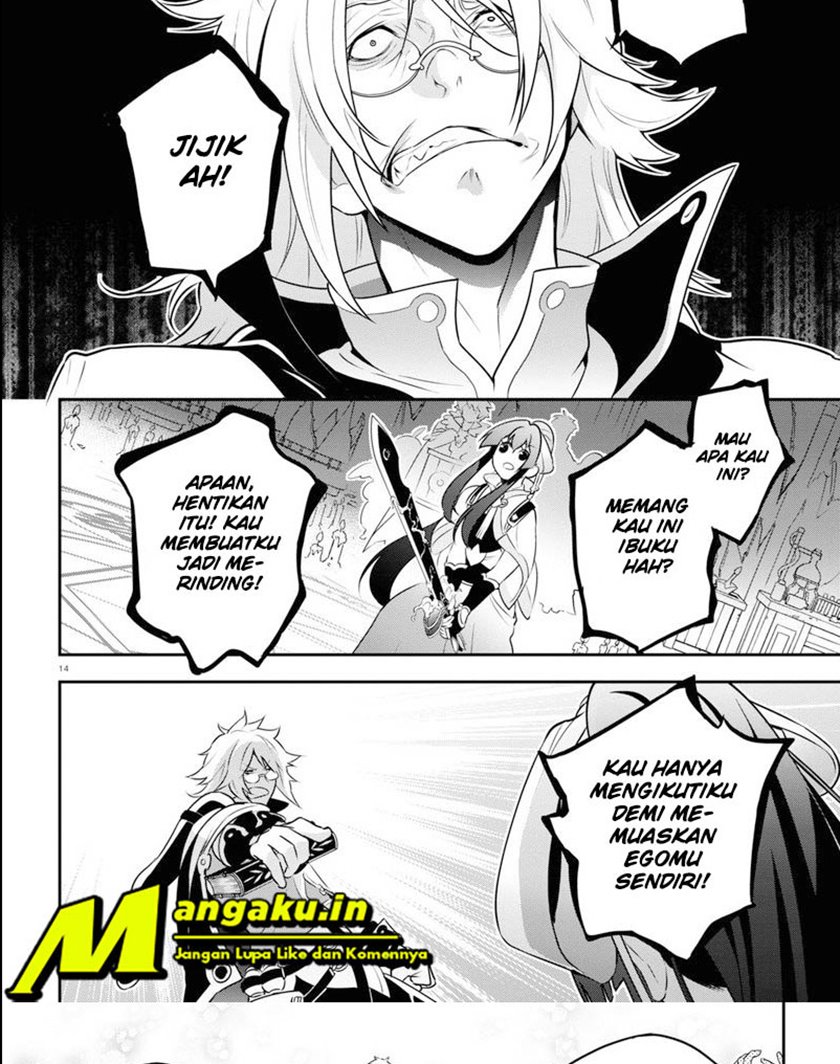 JIJIK
AH!
MAU
APA KAU
INI?
MEMANG
KAU INI
IBUKU
HAH?
APAAN,
HENTIKAN
ITU! KAU
MEMBUATKU
JADI ME-
RINDING!
14
KAU HANYA
MENGIKUTIKU
DEMI ME-
MUASKAN
EGOMU
SENDIRI!
Mangaku.in
Jangan Lupa Like dan Komennya